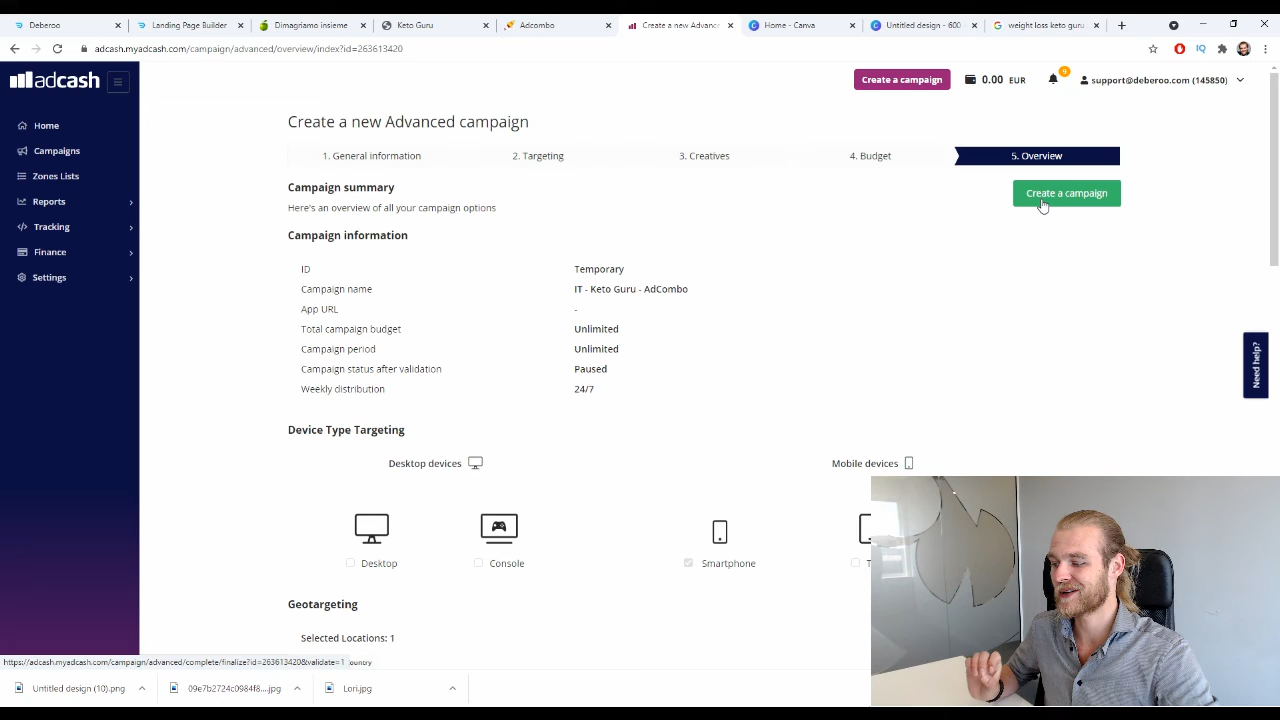 Deberoo
Landing Page Builder
Dimagriamo insieme
Keto Guru
Adcombo
Create a new Advanc
Home - Canva
Untitled design - 600
weight loss keto guru
adcash.myadcash.com/campaign/advanced/overview/index?id=263613420
adcash
Create a campaign
0.00 EUR
9
support@deberoo.com (145850)
Home
Campaigns
Zones Lists
Reports
Tracking
Finance
Settings
Create a new Advanced campaign
1. General information
2. Targeting
3. Creatives
4. Budget
5. Overview
Campaign summary
Create a campaign
Here's an overview of all your campaign options
Campaign information
ID Temporary
Campaign name IT - Keto Guru - AdCombo
App URL -
Total campaign budget Unlimited
Campaign period Unlimited
Campaign status after validation Paused
Weekly distribution 24/7
Need help?
Device Type Targeting
Desktop devices
Mobile devices
Desktop
Console
Smartphone
T
Geotargeting
Selected Locations: 1
https://adcash.myadcash.com/campaign/advanced/complete/finalize?id=263613420&validate=1
ountry
Untitled design (10).png
09e7b2724c0984f8....jpg
Lori.jpg